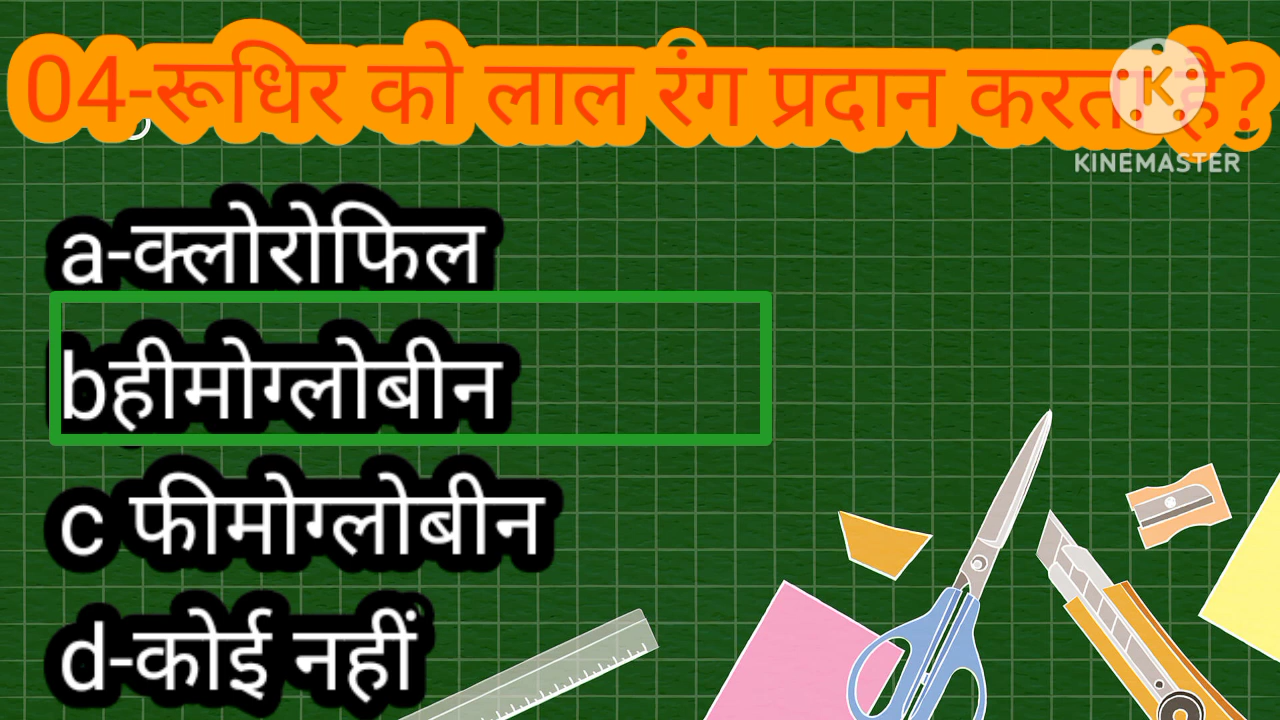 04-रूधिर को लाल रंग प्रदान करता है?
KINEMASTER
a-क्लोरोफिल
bहीमोग्लोबीन
c फीमोग्लोबीन
d-कोई नहीं